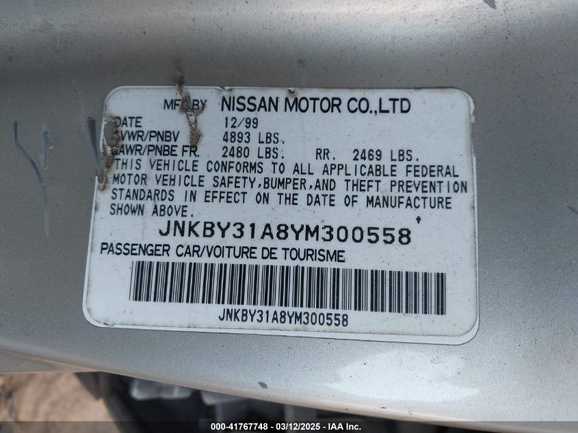 MFD BY NISSAN MOTOR CO.,LTD
DATE 12/99
GVWR/PNBV 4893 LBS.
GAWR/PNBE FR. 2480 LBS. RR. 2469 LBS.
THIS VEHICLE CONFORMS TO ALL APPLICABLE FEDERAL
MOTOR VEHICLE SAFETY,BUMPER,AND THEFT PREVENTION
STANDARDS IN EFFECT ON THE DATE OF MANUFACTURE
SHOWN ABOVE.
JNKBY31A8YM300558
PASSENGER CAR/VOITURE DE TOURISME
JNKBY31A8YM300558
© 00-41767748 - 03/12/2025 - IAA - Crawl